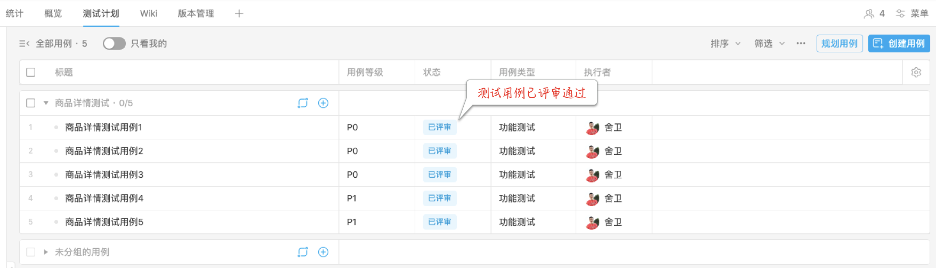 统计 概览 测试计划 Wiki 版本管理 4 菜单
全部用例 · 5 只看我的 排序 筛选 规划用例 创建用例
标题 用例等级 状态 用例类型 执行者
测试用例已评审通过
商品详情测试 · 0/5
1 商品详情测试用例1 P0 已评审 功能测试 舍卫
2 商品详情测试用例2 P0 已评审 功能测试 舍卫
3 商品详情测试用例3 P0 已评审 功能测试 舍卫
4 商品详情测试用例4 P1 已评审 功能测试 舍卫
5 商品详情测试用例5 P1 已评审 功能测试 舍卫
未分组的用例